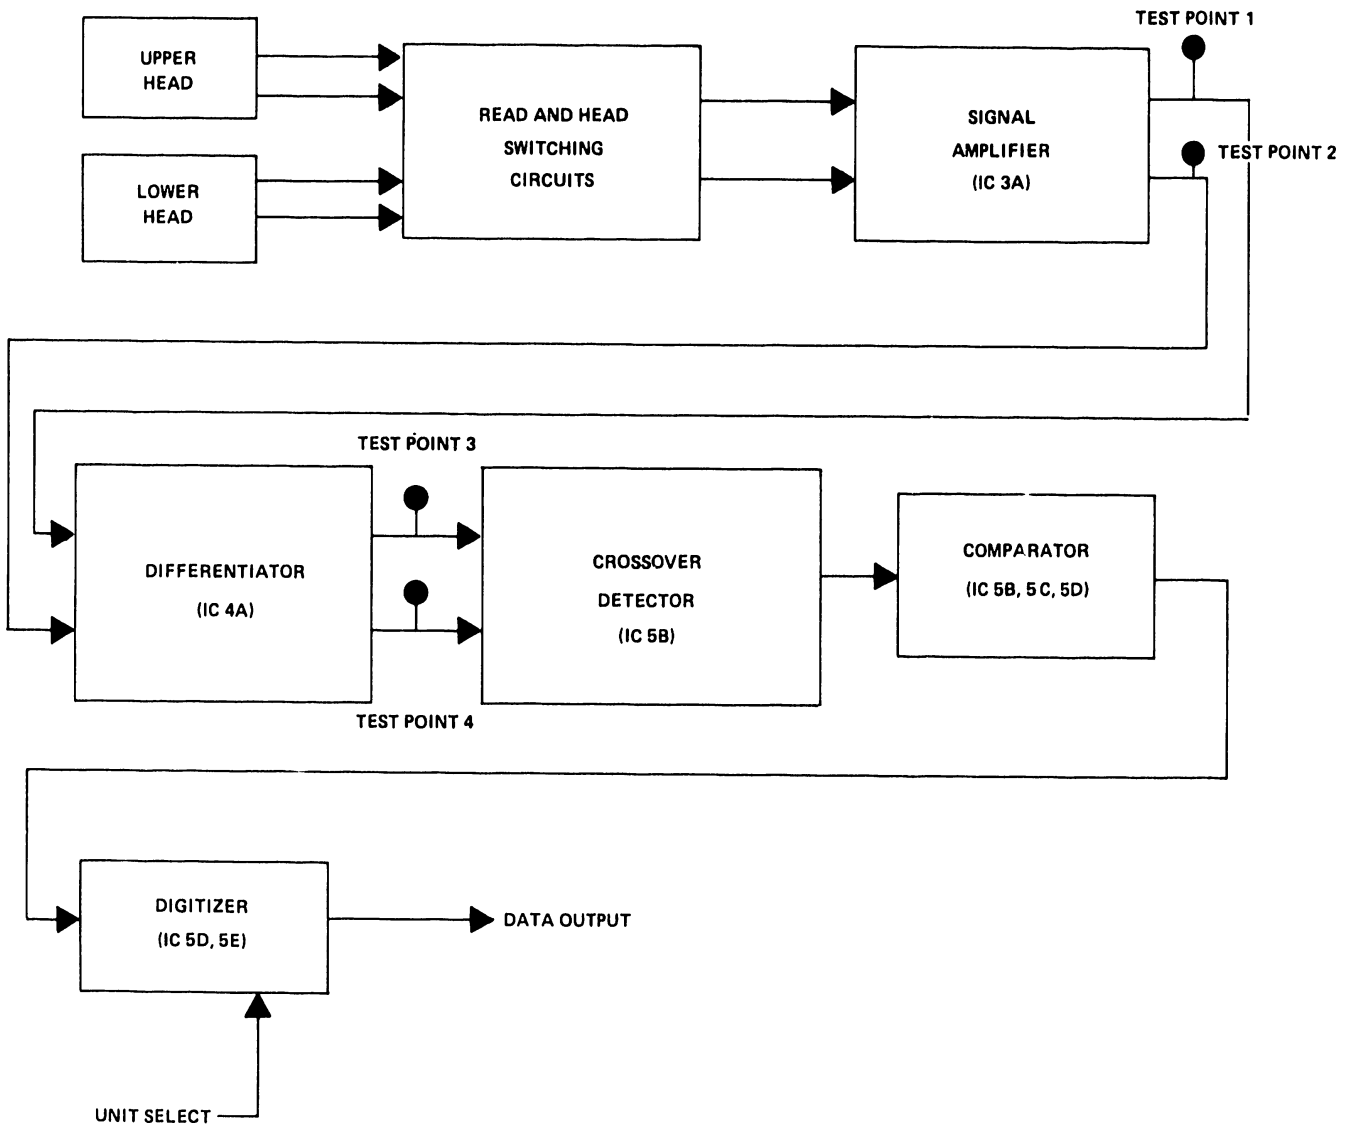 TEST POINT 1
UPPER
HEAD
READ AND HEAD
SWITCHING
CIRCUITS
SIGNAL
AMPLIFIER
(IC 3A)
TEST POINT 2
LOWER
HEAD
TEST POINT 3
DIFFERENTIATOR
(IC 4A)
CROSSOVER
DETECTOR
(IC 5B)
COMPARATOR
(IC 5B, 5C, 5D)
TEST POINT 4
DIGITIZER
(IC 5D, 5E)
DATA OUTPUT
UNIT SELECT